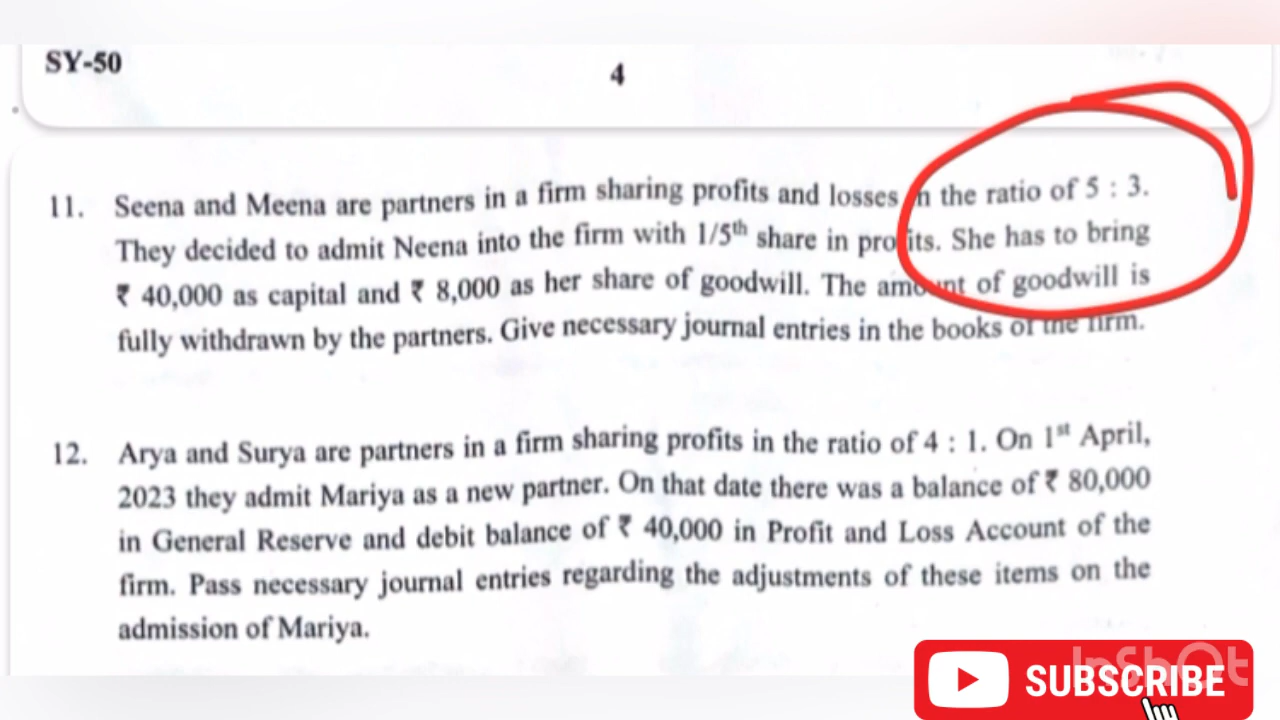 SY-50
4
11. Seena and Meena are partners in a firm sharing profits and losses in the ratio of 5 : 3.
They decided to admit Neena into the firm with 1/5th share in profits. She has to bring
₹ 40,000 as capital and ₹ 8,000 as her share of goodwill. The amount of goodwill is
fully withdrawn by the partners. Give necessary journal entries in the books of the firm.
12. Arya and Surya are partners in a firm sharing profits in the ratio of 4 : 1. On 1st April,
2023 they admit Mariya as a new partner. On that date there was a balance of ₹ 80,000
in General Reserve and debit balance of ₹ 40,000 in Profit and Loss Account of the
firm. Pass necessary journal entries regarding the adjustments of these items on the
admission of Mariya.
InShOt
SUBSCRIBE